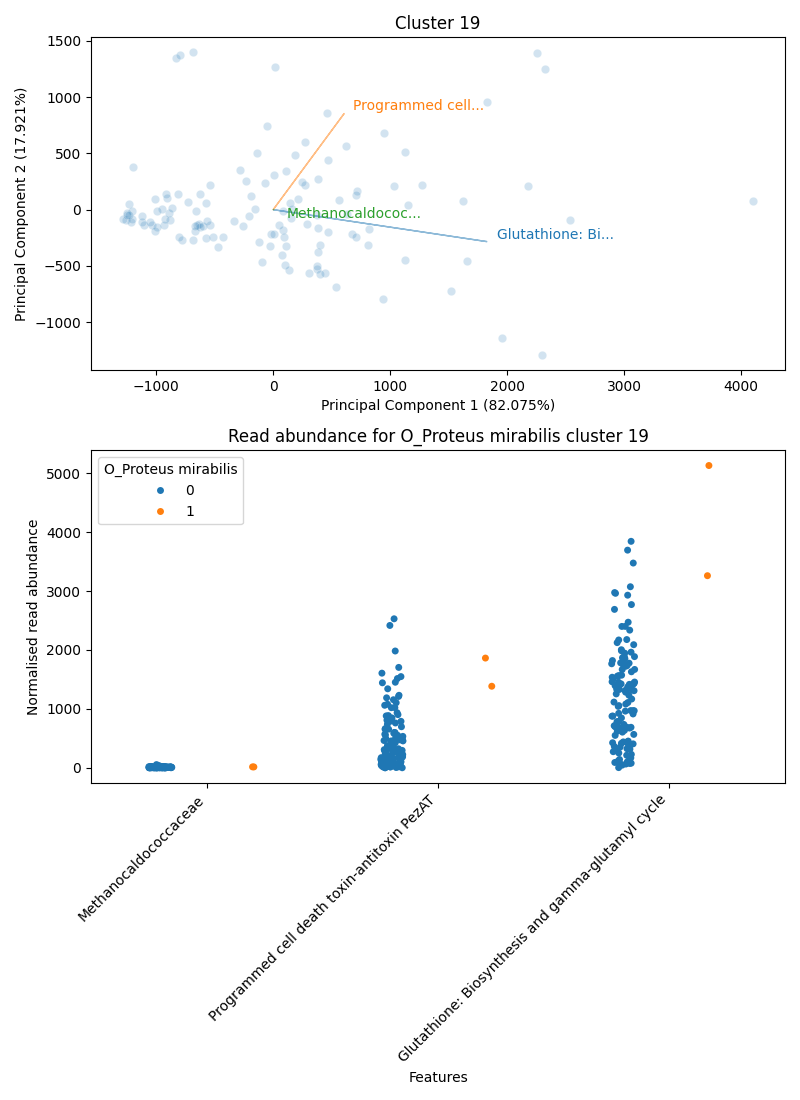 Cluster 19
1500
1000
500
0
−500
−1000
Principal Component 2 (17.921%)
Programmed cell...
Methanocaldococ...
Glutathione: Bi...
−1000
0
1000
2000
3000
4000
Principal Component 1 (82.075%)
Read abundance for O_Proteus mirabilis cluster 19
O_Proteus mirabilis
0
1
5000
4000
3000
2000
1000
0
Normalised read abundance
Methanocaldococcaceae
Programmed cell death toxin-antitoxin PezAT
Glutathione: Biosynthesis and gamma-glutamyl cycle
Features